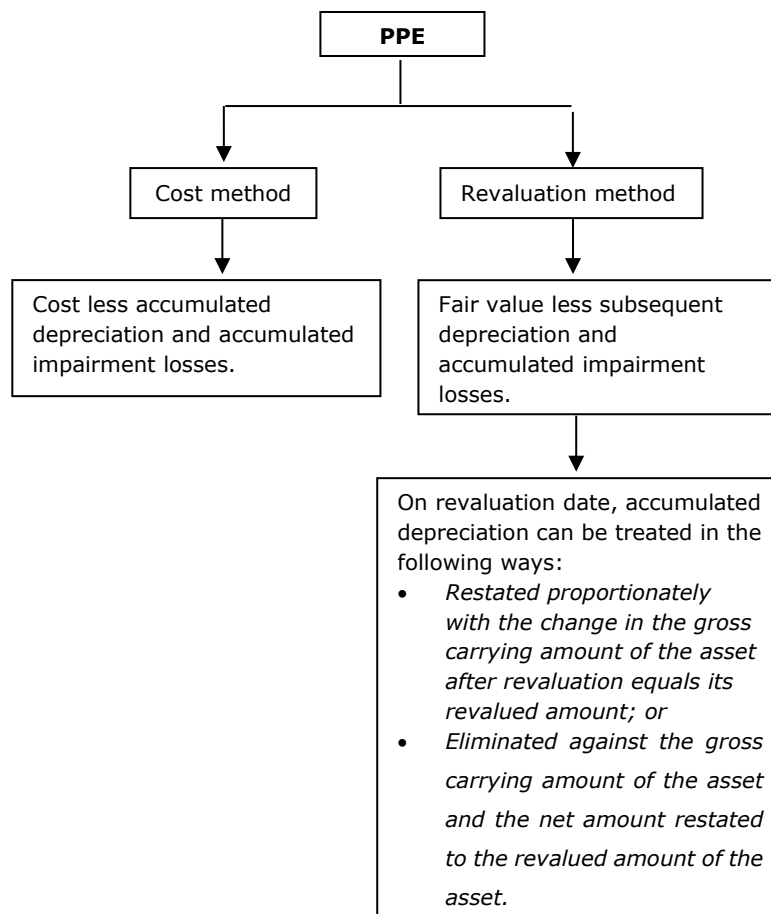 PPE
Cost method
Revaluation method
Cost less accumulated
depreciation and accumulated
impairment losses.
Fair value less subsequent
depreciation and
accumulated impairment
losses.
On revaluation date, accumulated
depreciation can be treated in the
following ways:
• Restated proportionately
with the change in the gross
carrying amount of the asset
after revaluation equals its
revalued amount; or
• Eliminated against the gross
carrying amount of the asset
and the net amount restated
to the revalued amount of the
asset.